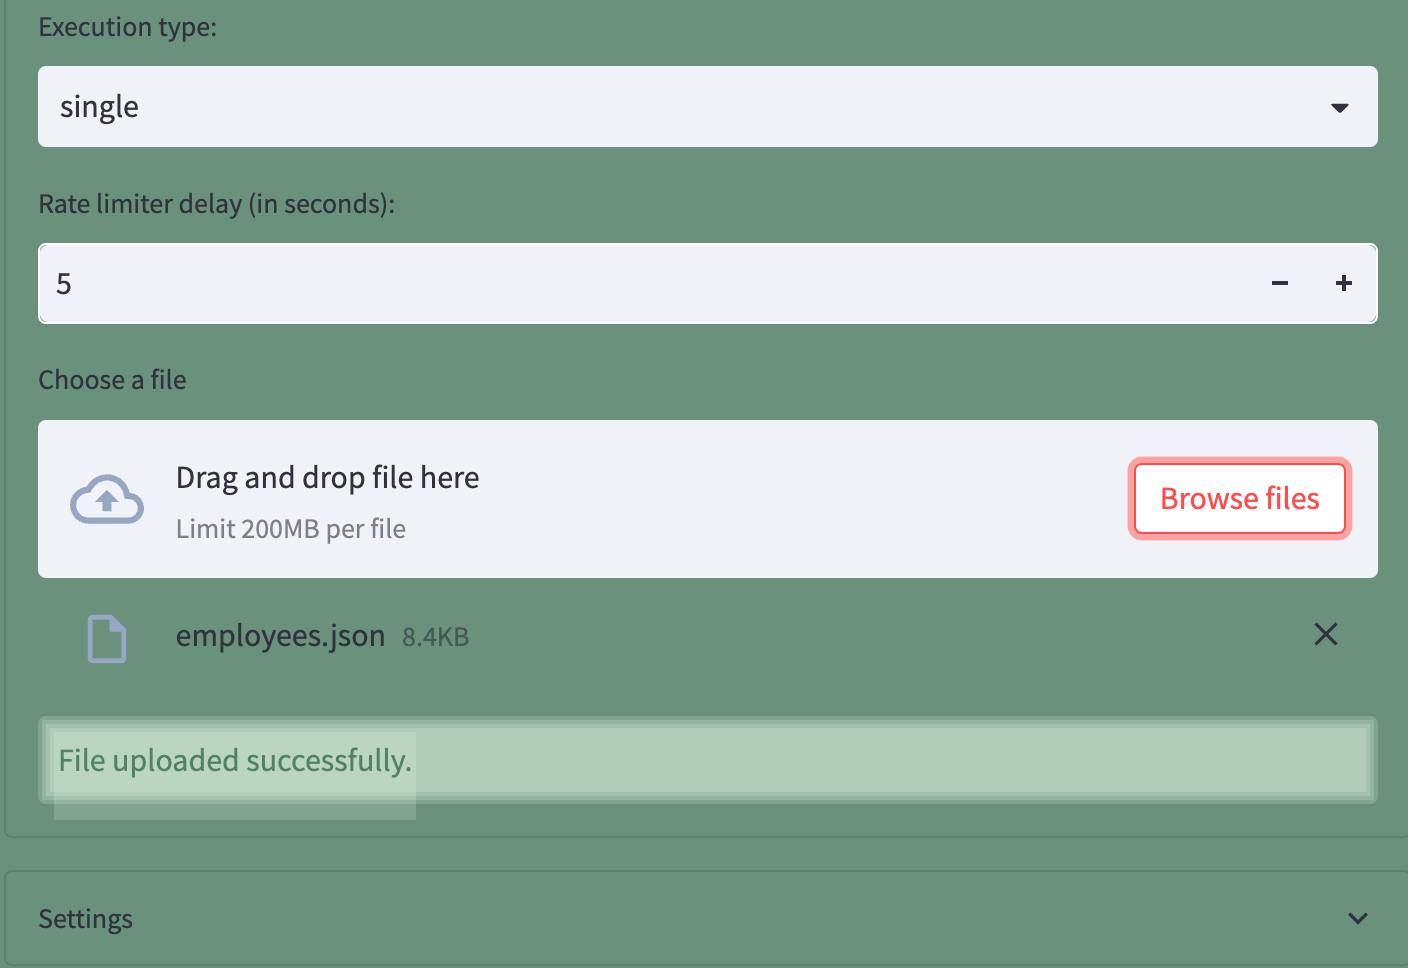 Execution type:
single
Rate limiter delay (in seconds):
5
Choose a file
Drag and drop file here
Limit 200MB per file
Browse files
employees.json 8.4KB
File uploaded successfully.
Settings